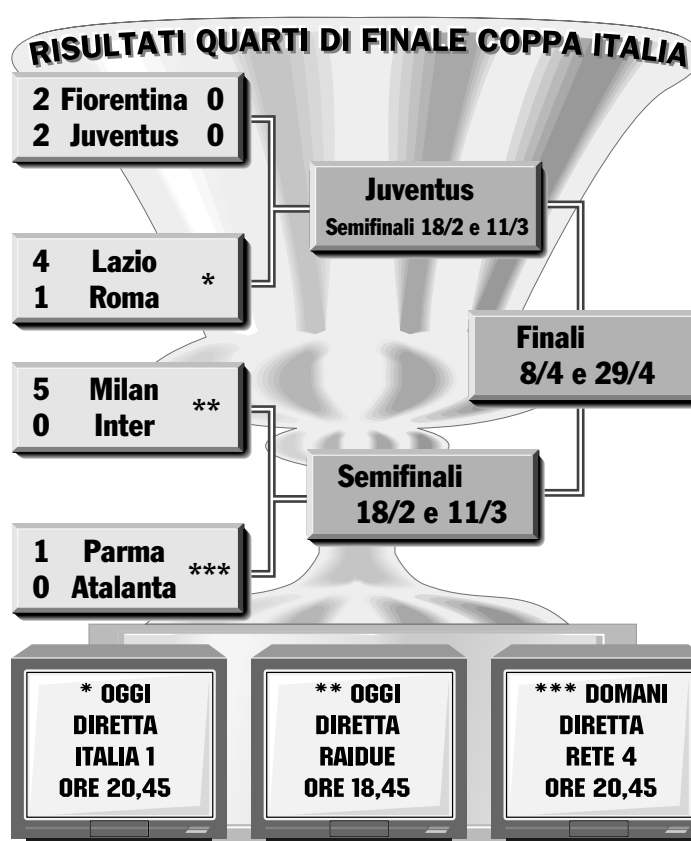 RISULTATI QUARTI DI FINALE COPPA ITALIA
2 Fiorentina 0
2 Juventus 0
Juventus
Semifinali 18/2 e 11/3
4 Lazio *
1 Roma
Finali
8/4 e 29/4
5 Milan **
0 Inter
Semifinali
18/2 e 11/3
1 Parma ***
0 Atalanta
* OGGI
DIRETTA
ITALIA 1
ORE 20,45
** OGGI
DIRETTA
RAIDUE
ORE 18,45
*** DOMANI
DIRETTA
RETE 4
ORE 20,45